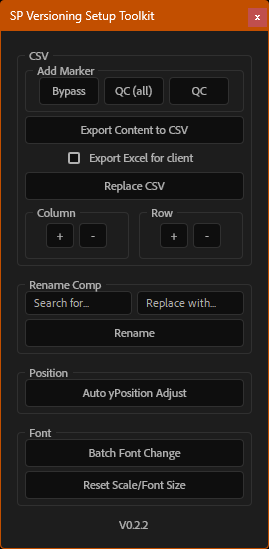 SP Versioning Setup Toolkit
x
CSV
Add Marker
Bypass QC (all) QC
Export Content to CSV
Export Excel for client
Replace CSV
Column Row
+ - + -
Rename Comp
Search for... Replace with...
Rename
Position
Auto yPosition Adjust
Font
Batch Font Change
Reset Scale/Font Size
V0.2.2